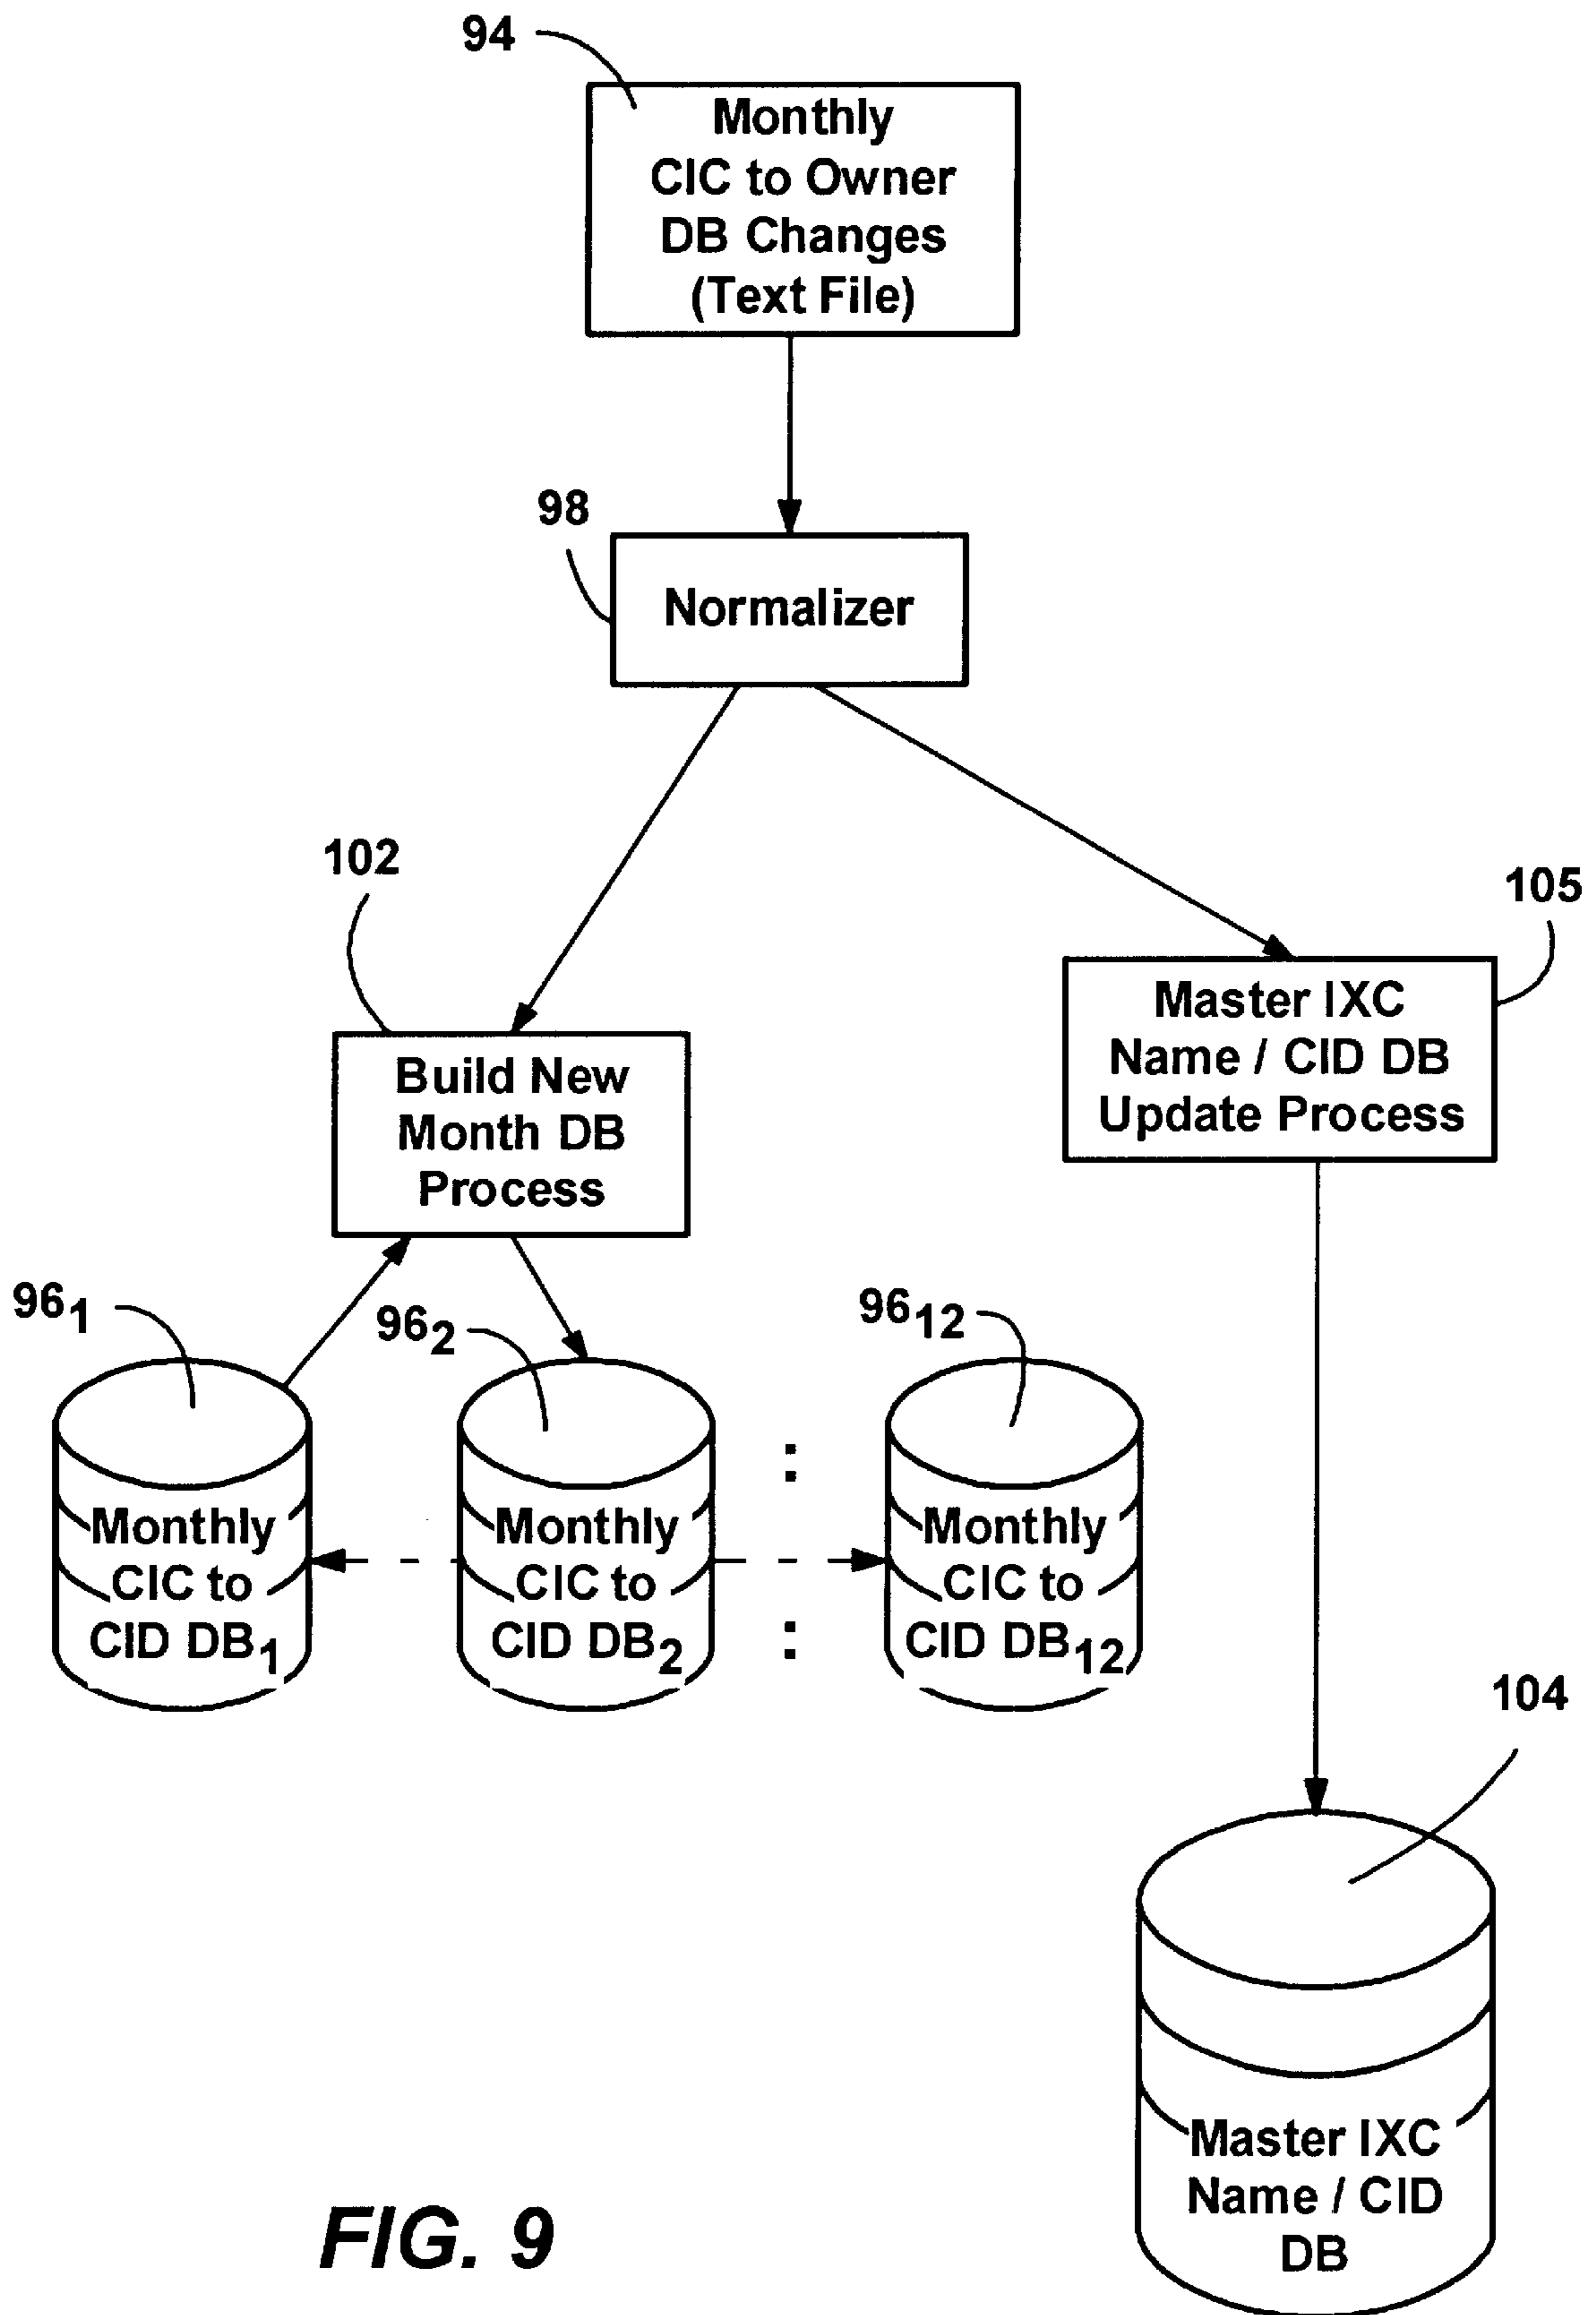 94
Monthly
CIC to Owner
DB Changes
(Text File)
98
Normalizer
102
Build New
Month DB
Process
105
Master IXC
Name / CID DB
Update Process
96₁
96₂
96₁₂
Monthly
CIC to
CID DB₁
Monthly
CIC to
CID DB₂
:
:
Monthly
CIC to
CID DB₁₂
104
Master IXC
Name / CID
DB
FIG. 9